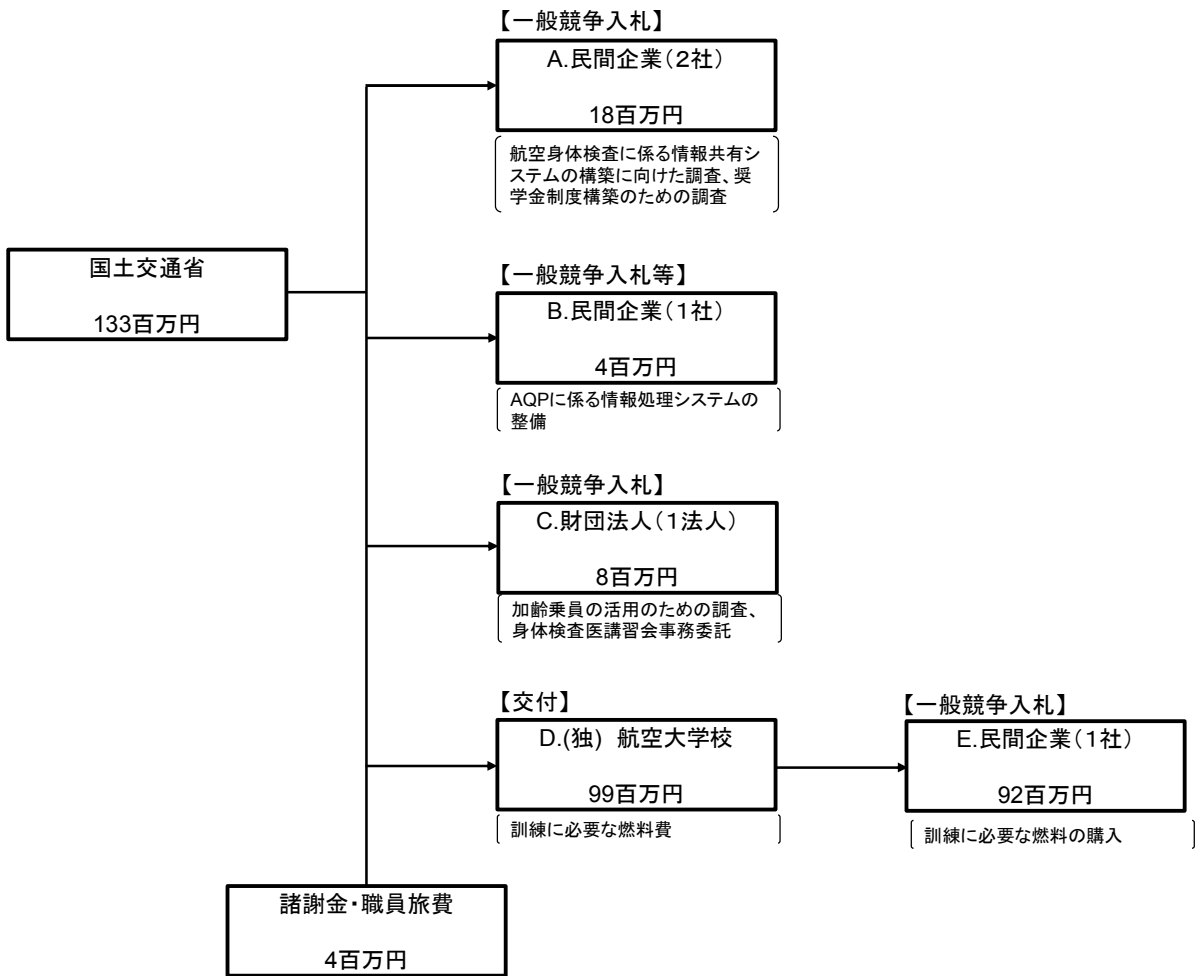 【一般競争入札】
A.民間企業(2社)
18百万円
航空身体検査に係る情報共有シ
ステムの構築に向けた調査、奨
学金制度構築のための調査
国土交通省
133百万円
【一般競争入札等】
B.民間企業(1社)
4百万円
AQPに係る情報処理システムの
整備
【一般競争入札】
C.財団法人(1法人)
8百万円
加齢乗員の活用のための調査、
身体検査医講習会事務委託
【交付】
D.(独) 航空大学校
99百万円
訓練に必要な燃料費
【一般競争入札】
E.民間企業(1社)
92百万円
訓練に必要な燃料の購入
諸謝金・職員旅費
4百万円